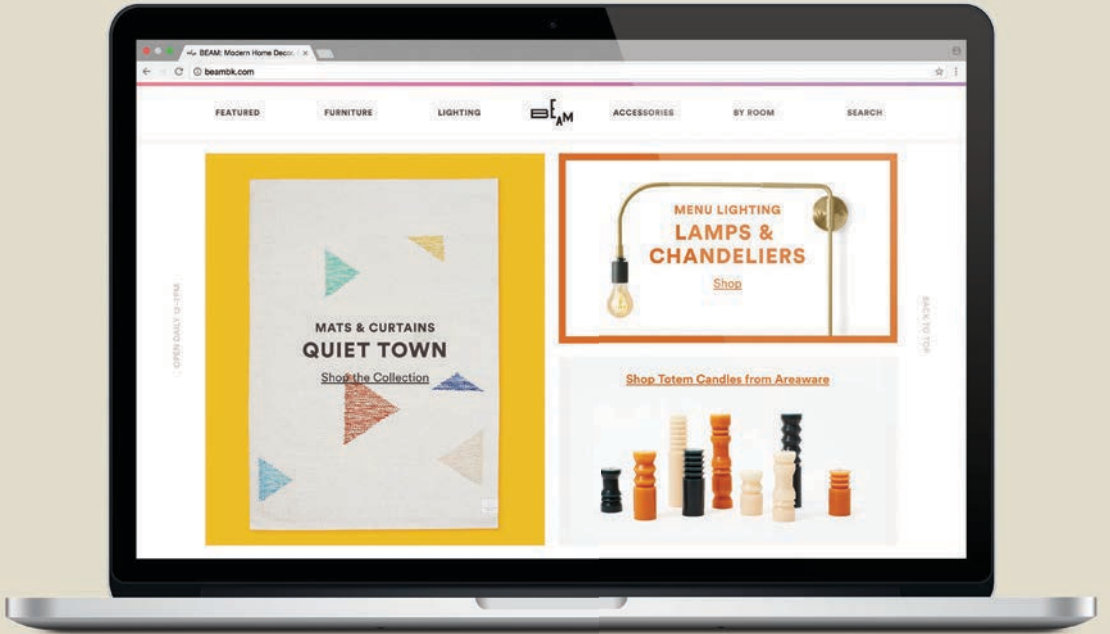 BEAM: Modern Home Decor,
beambk.com
FEATURED
FURNITURE
LIGHTING
BEAM
ACCESSORIES
BY ROOM
SEARCH
OPEN DAILY 12–7PM
MATS & CURTAINS
QUIET TOWN
Shop the Collection
MENU LIGHTING
LAMPS &
CHANDELIERS
Shop
Shop Totem Candles from Areaware
BACK TO TOP